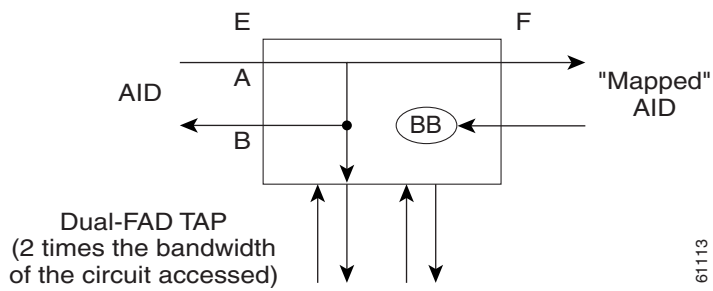 E
F
A
AID
"Mapped"
AID
B
BB
Dual-FAD TAP
(2 times the bandwidth
of the circuit accessed)
61113